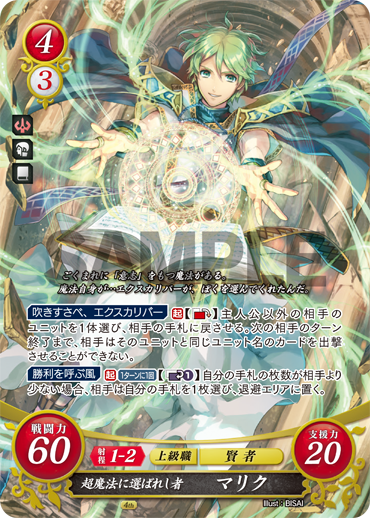 4
3
SAMPLE
ごくまれに「意志」をもつ魔法がある。
魔法自身が…エクスカリバーが、ぼくを選んでくれたんだ。
吹きすさべ、エクスカリバー 起【】主人公以外の相手の
ユニットを1体選び、相手の手札に戻させる。次の相手のターン
終了まで、相手はそのユニットと同じユニット名のカードを出撃
させることができない。
勝利を呼ぶ風 起 1ターンに1回【1】自分の手札の枚数が相手より
少ない場合、相手は自分の手札を1枚選び、退避エリアに置く。
戦闘力
60
射程 1-2 上級職 賢者
支援力
20
超魔法に選ばれし者 マリク
4th
Illust : BISAI